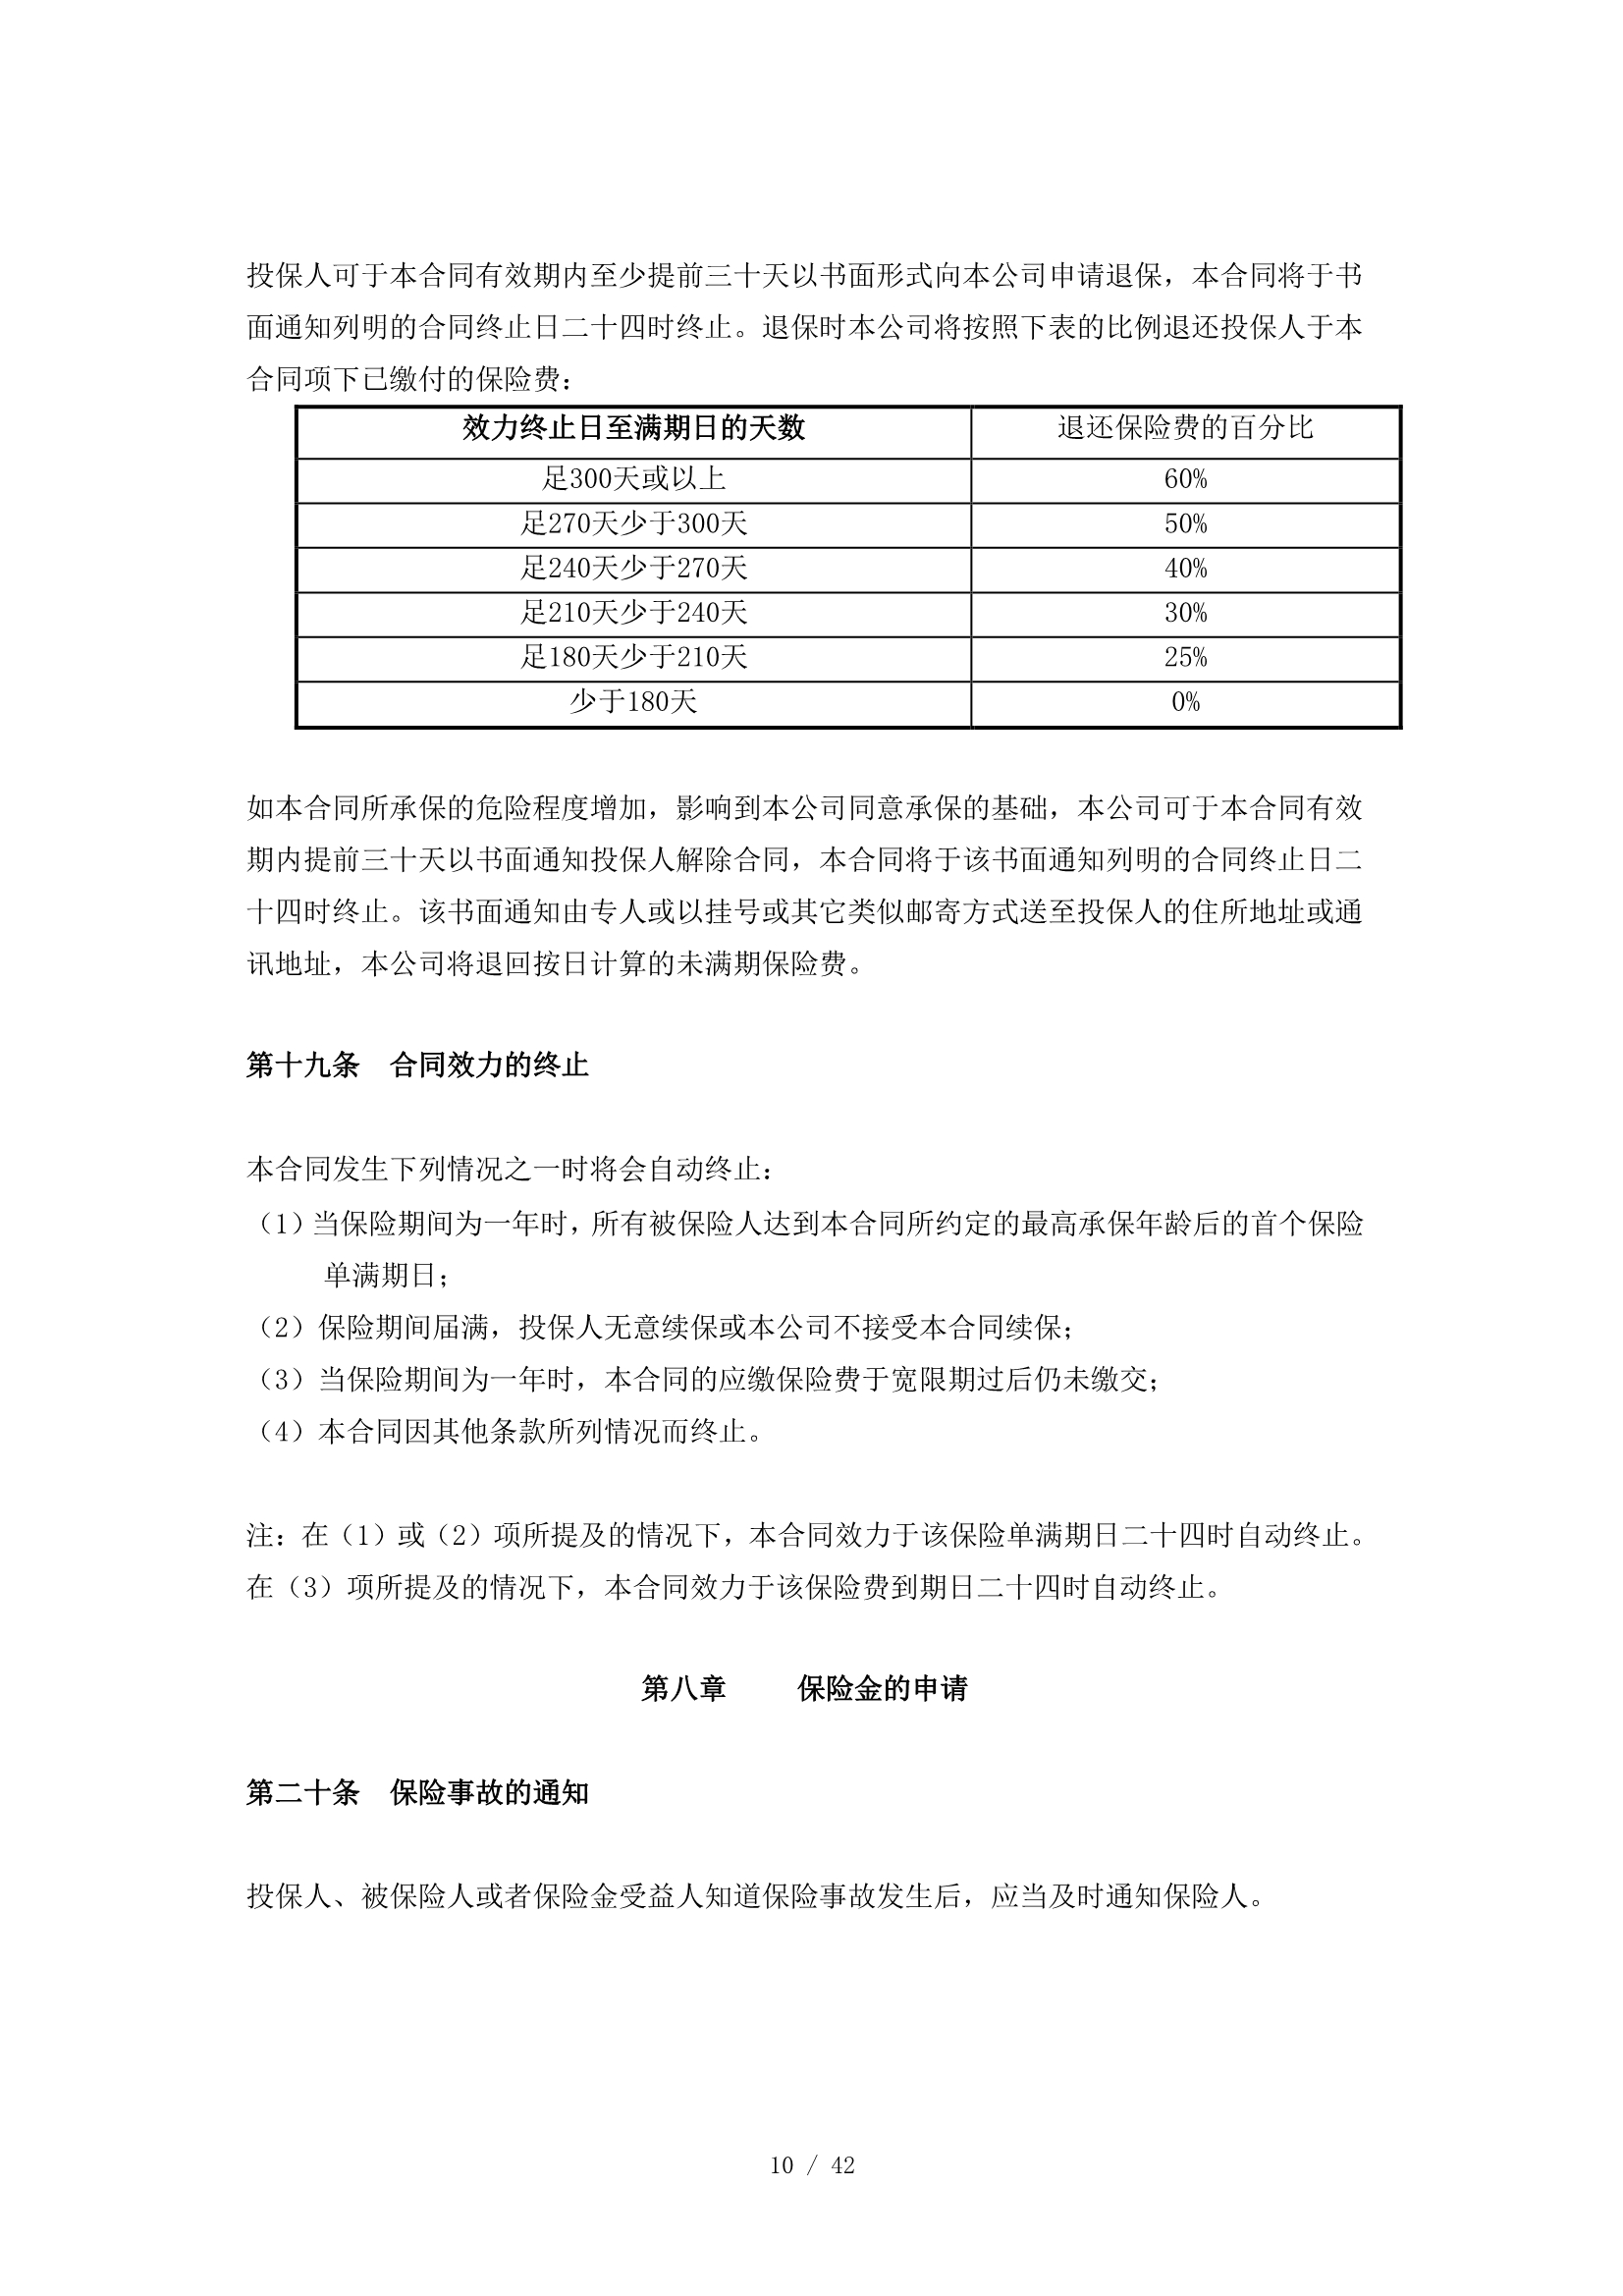 投保人可于本合同有效期内至少提前三十天以书面形式向本公司申请退保，本合同将于书
面通知列明的合同终止日二十四时终止。退保时本公司将按照下表的比例退还投保人于本
合同项下已缴付的保险费：
效力终止日至满期日的天数 退还保险费的百分比
足300天或以上 60%
足270天少于300天 50%
足240天少于270天 40%
足210天少于240天 30%
足180天少于210天 25%
少于180天 0%
如本合同所承保的危险程度增加，影响到本公司同意承保的基础，本公司可于本合同有效
期内提前三十天以书面通知投保人解除合同，本合同将于该书面通知列明的合同终止日二
十四时终止。该书面通知由专人或以挂号或其它类似邮寄方式送至投保人的住所地址或通
讯地址，本公司将退回按日计算的未满期保险费。
第十九条　合同效力的终止
本合同发生下列情况之一时将会自动终止：
（1）当保险期间为一年时，所有被保险人达到本合同所约定的最高承保年龄后的首个保险
单满期日；
（2）保险期间届满，投保人无意续保或本公司不接受本合同续保；
（3）当保险期间为一年时，本合同的应缴保险费于宽限期过后仍未缴交；
（4）本合同因其他条款所列情况而终止。
注：在（1）或（2）项所提及的情况下，本合同效力于该保险单满期日二十四时自动终止。
在（3）项所提及的情况下，本合同效力于该保险费到期日二十四时自动终止。
第八章　　保险金的申请
第二十条　保险事故的通知
投保人、被保险人或者保险金受益人知道保险事故发生后，应当及时通知保险人。
10 / 42